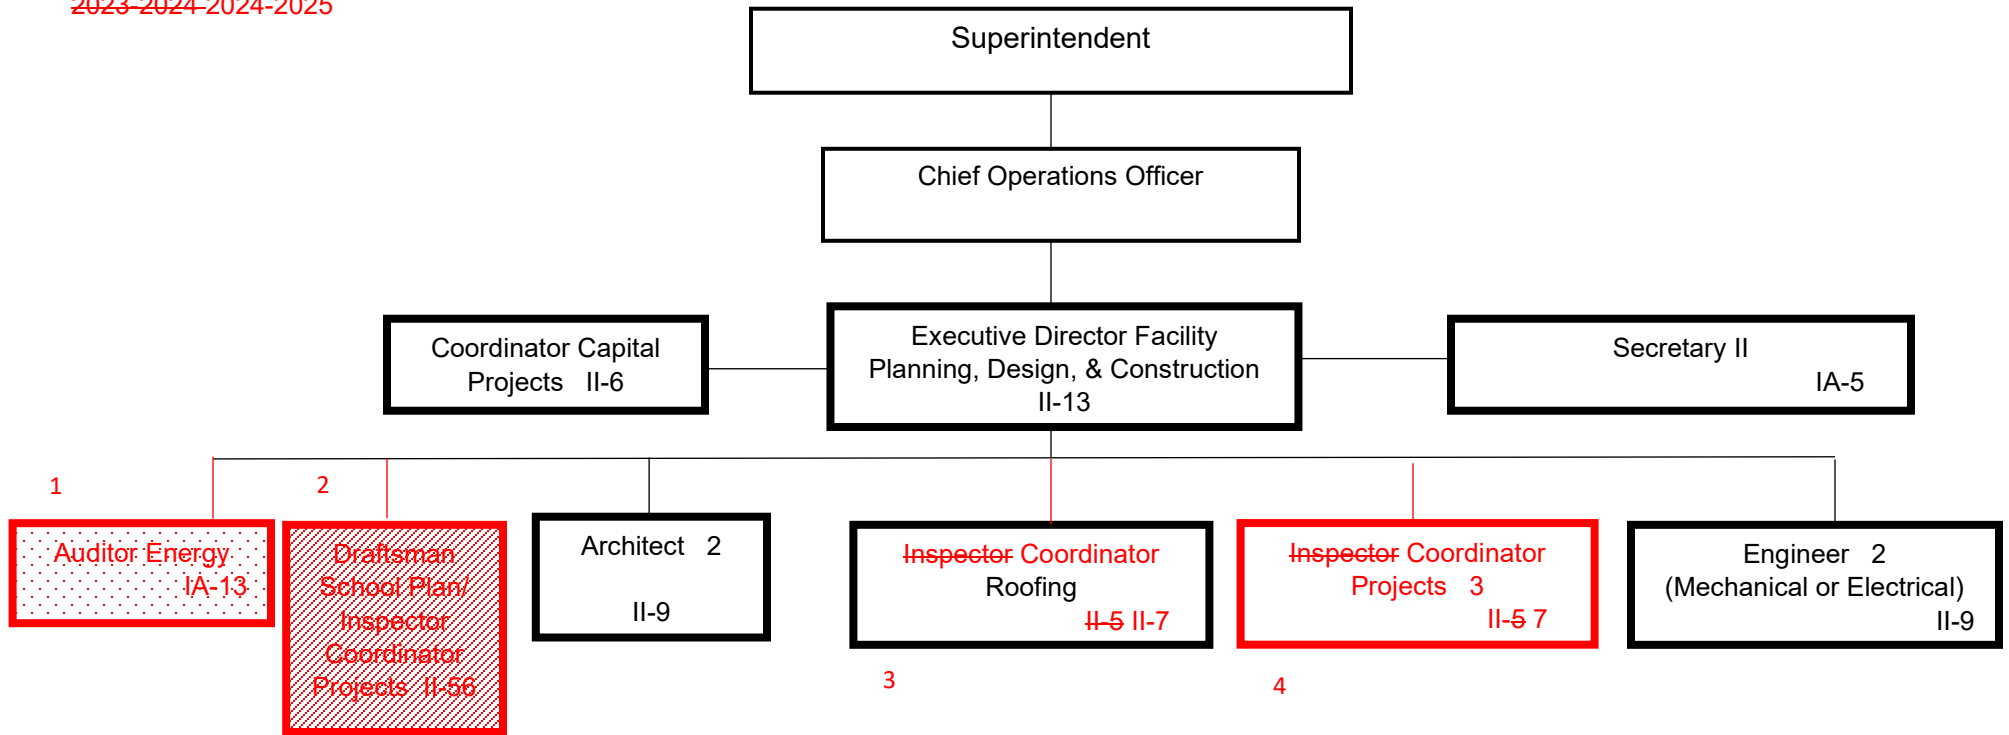 2023-2024 2024-2025
Superintendent
Chief Operations Officer
Coordinator Capital
Projects II-6
Executive Director Facility
Planning, Design, & Construction
II-13
Secretary II
IA-5
1
2
Auditor Energy
IA-13
Draftsman
School Plan/
Inspector
Coordinator
Projects II-56
Architect 2
II-9
Inspector Coordinator
Roofing
II-5 II-7
Inspector Coordinator
Projects 3
II-5 7
Engineer 2
(Mechanical or Electrical)
II-9
3
4